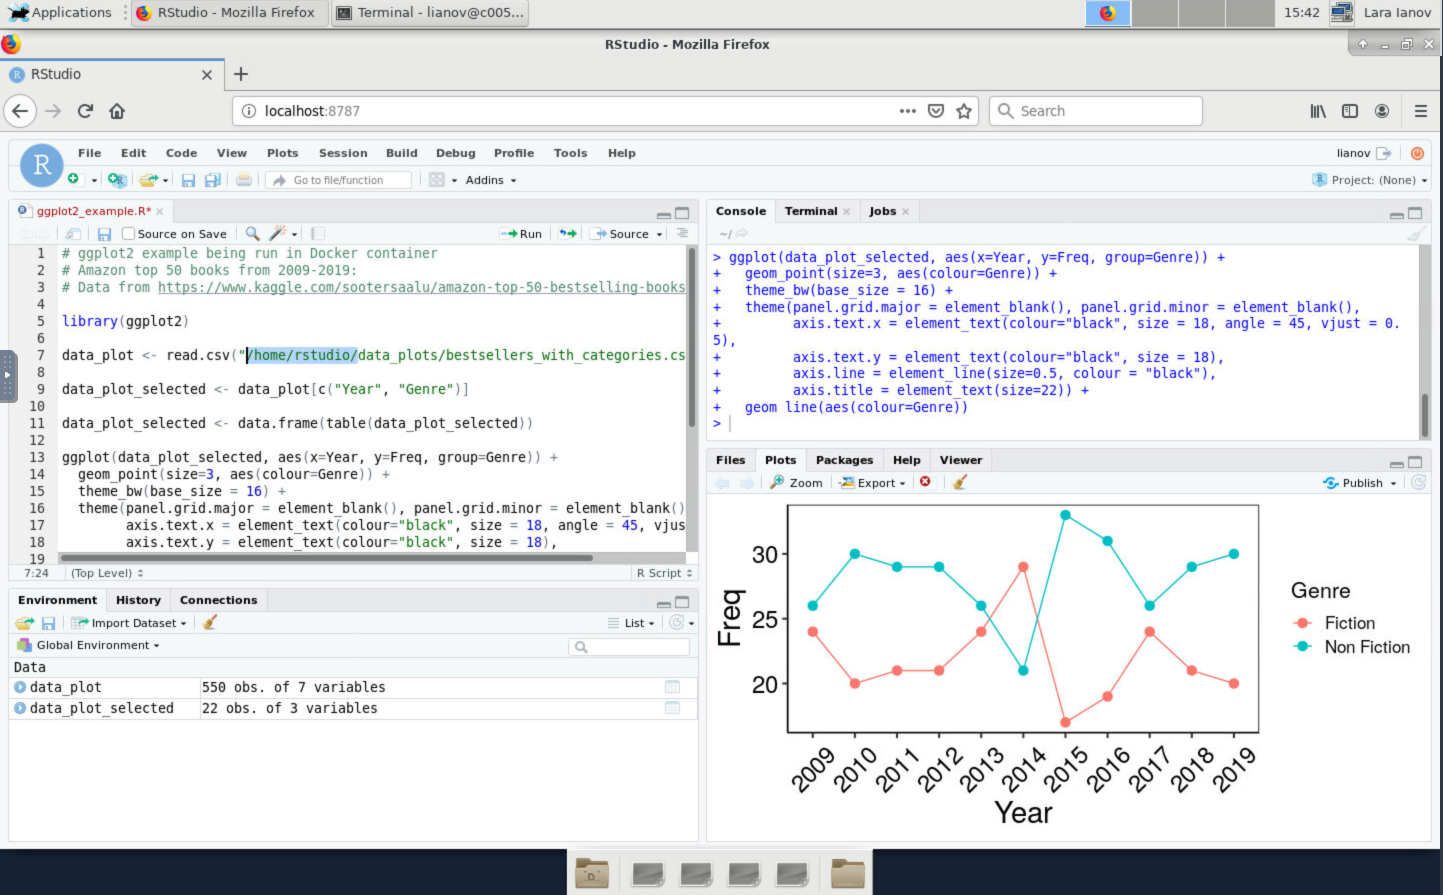 Applications
RStudio - Mozilla Firefox
Terminal - lianov@c005...
15:42
Lara Ianov
RStudio - Mozilla Firefox
RStudio
localhost:8787
Search
R
File Edit Code View Plots Session Build Debug Profile Tools Help
lianov
Go to file/function
Addins
Project: (None)
ggplot2_example.R*
Source on Save
Run
Source
1 # ggplot2 example being run in Docker container
2 # Amazon top 50 books from 2009-2019:
3 # Data from https://www.kaggle.com/sootersaalu/amazon-top-50-bestselling-books
4
5 library(ggplot2)
6
7 data_plot <- read.csv("/home/rstudio/data_plots/bestsellers_with_categories.cs
8
9 data_plot_selected <- data_plot[c("Year", "Genre")]
10
11 data_plot_selected <- data.frame(table(data_plot_selected))
12
13 ggplot(data_plot_selected, aes(x=Year, y=Freq, group=Genre)) +
14 geom_point(size=3, aes(colour=Genre)) +
15 theme_bw(base_size = 16) +
16 theme(panel.grid.major = element_blank(), panel.grid.minor = element_blank()
17 axis.text.x = element_text(colour="black", size = 18, angle = 45, vjus
18 axis.text.y = element_text(colour="black", size = 18),
19
7:24 (Top Level) R Script
Environment History Connections
Import Dataset
List
Global Environment
Data
data_plot 550 obs. of 7 variables
data_plot_selected 22 obs. of 3 variables
Console Terminal Jobs
~/
> ggplot(data_plot_selected, aes(x=Year, y=Freq, group=Genre)) +
+ geom_point(size=3, aes(colour=Genre)) +
+ theme_bw(base_size = 16) +
+ theme(panel.grid.major = element_blank(), panel.grid.minor = element_blank(),
+ axis.text.x = element_text(colour="black", size = 18, angle = 45, vjust = 0.
5),
+ axis.text.y = element_text(colour="black", size = 18),
+ axis.line = element_line(size=0.5, colour = "black"),
+ axis.title = element_text(size=22)) +
+ geom line(aes(colour=Genre))
>
Files Plots Packages Help Viewer
Zoom
Export
Publish
30
25
20
Freq
2009 2010 2011 2012 2013 2014 2015 2016 2017 2018 2019
Year
Genre
Fiction
Non Fiction